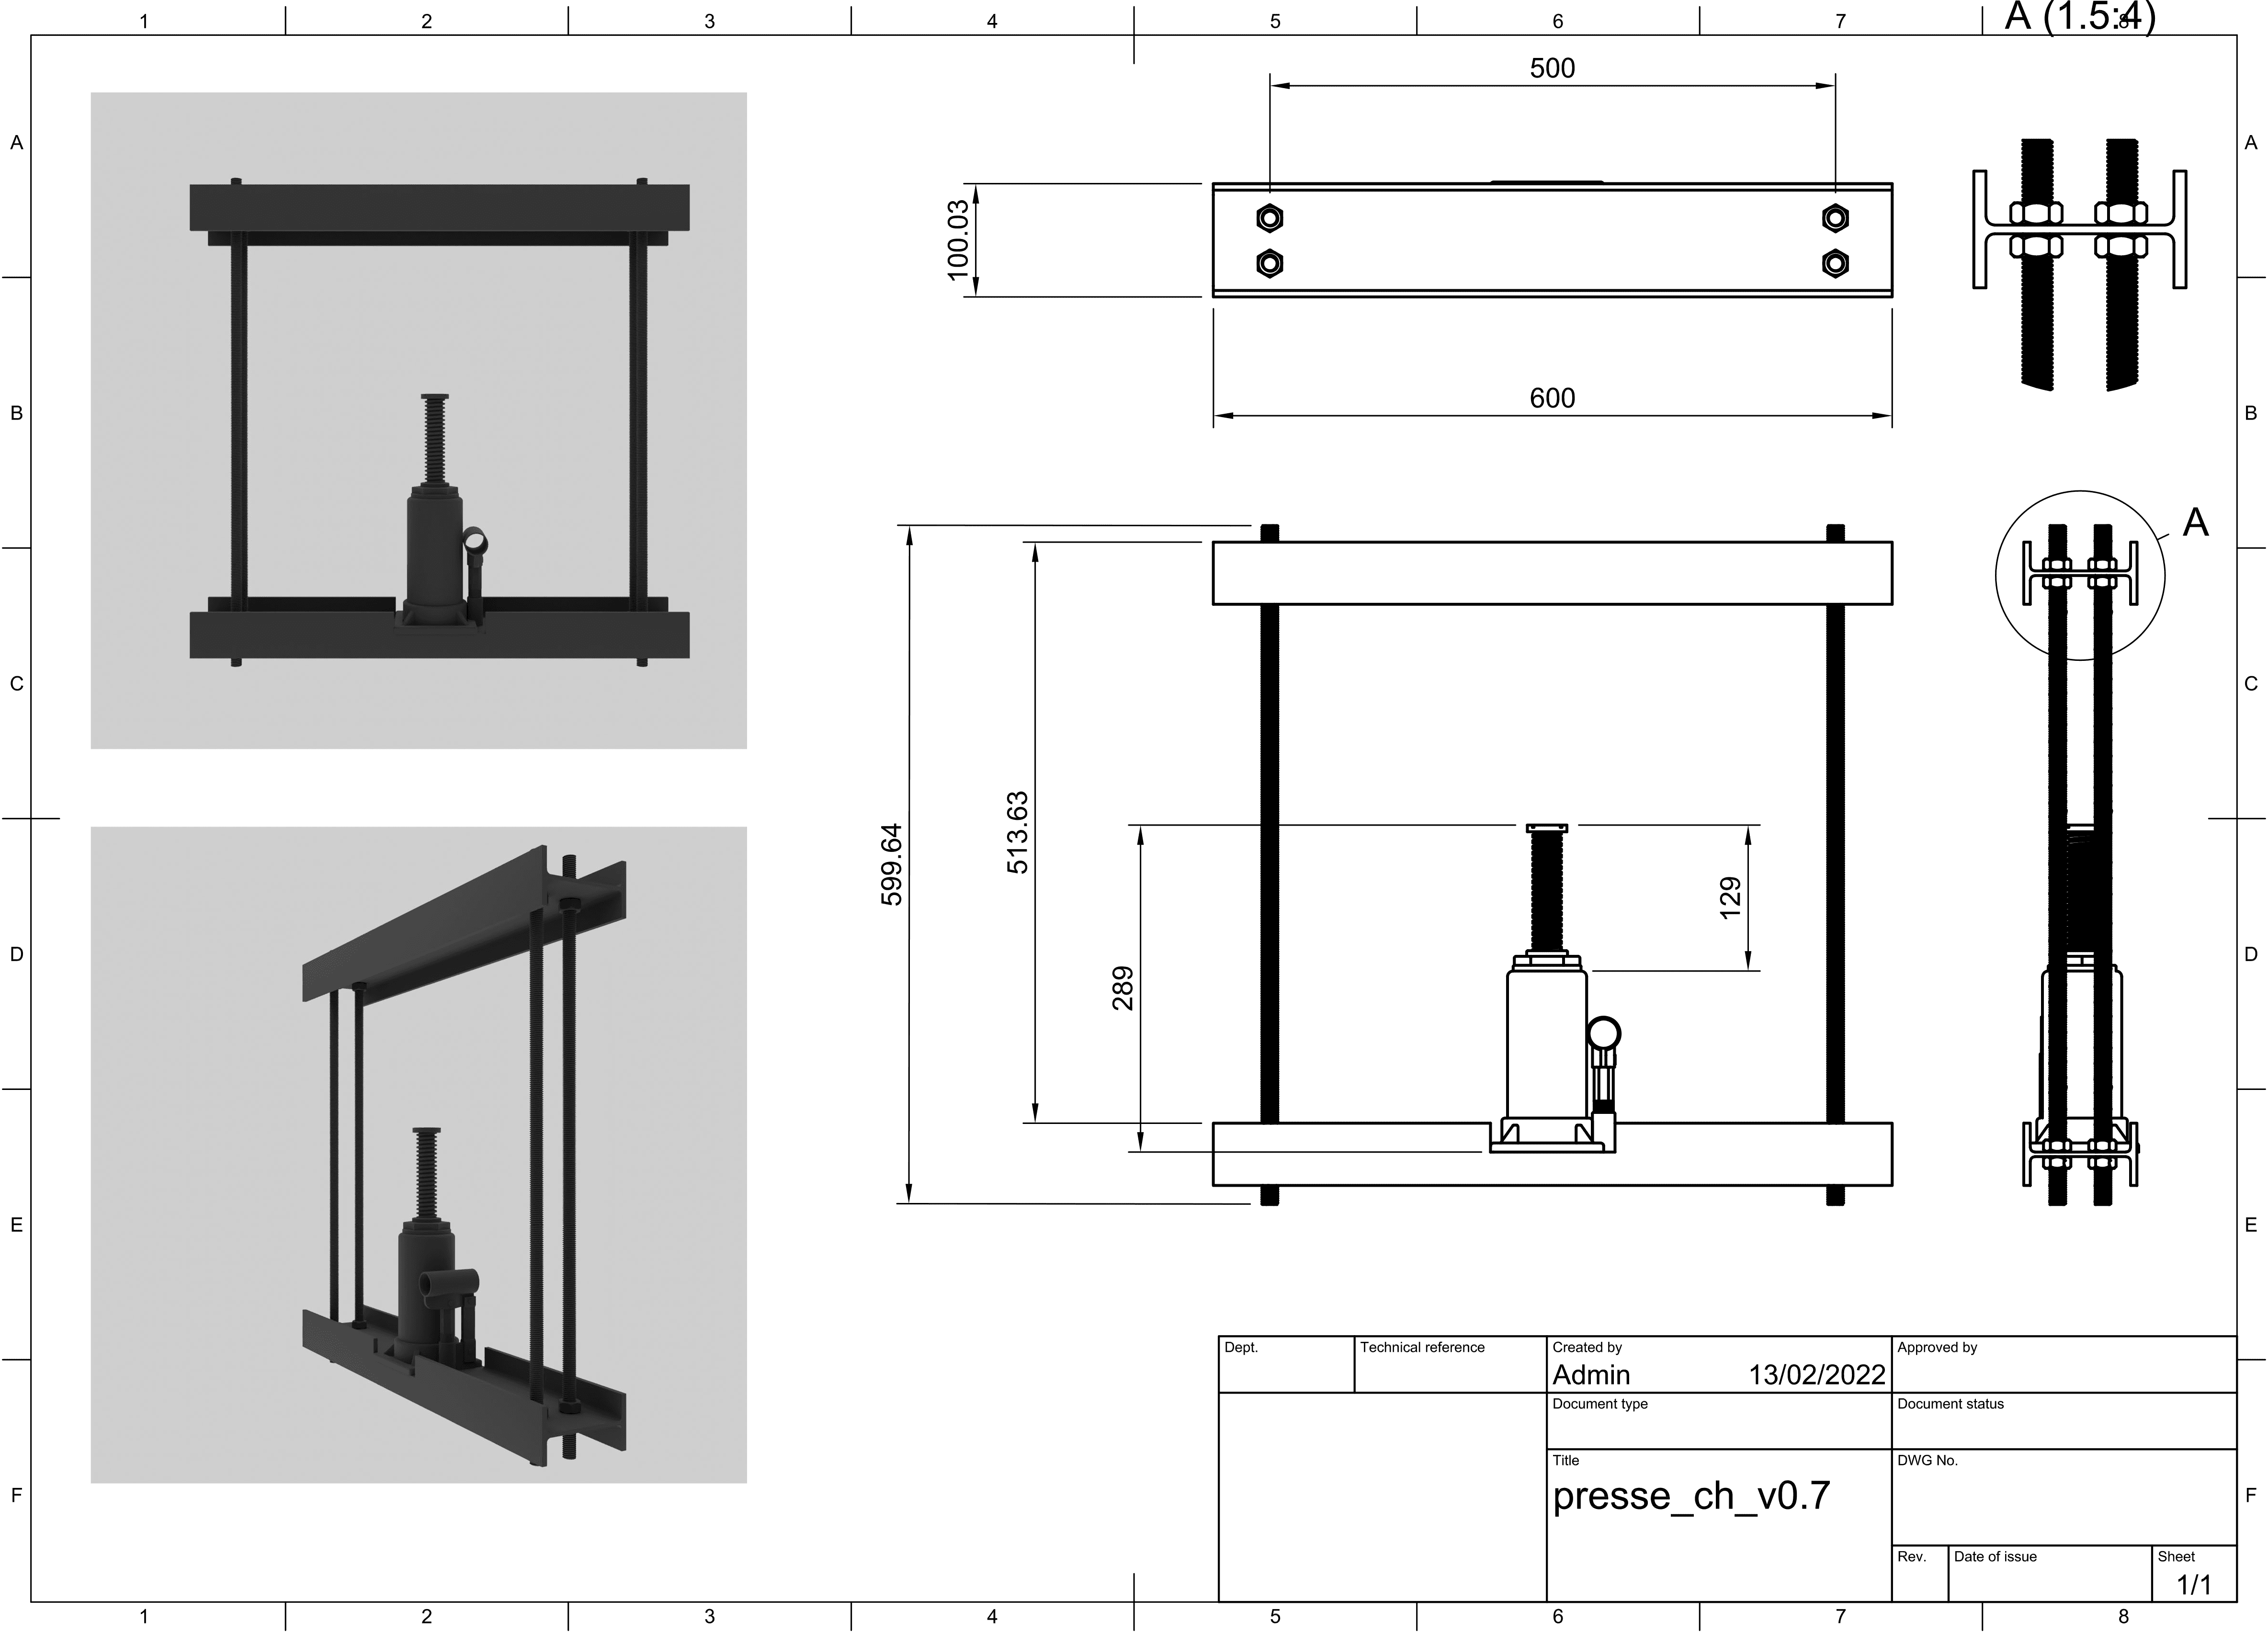 1 2 3 4 5 6 7 8
A (1.5:4)
A A
B B
C C
D D
E E
F F
500
100.03
600
A
599.64
513.63
289
129
Dept. Technical reference Created by Approved by
Admin 13/02/2022
Document type Document status
Title DWG No.
presse_ch_v0.7
Rev. Date of issue Sheet
1/1
1 2 3 4 5 6 7 8